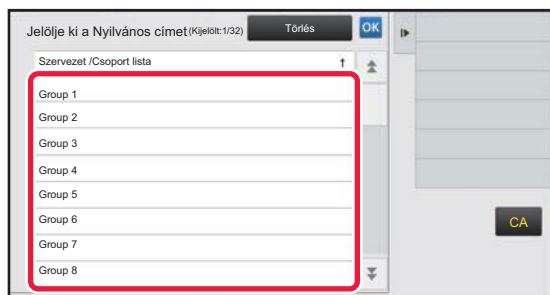 Jelölje ki a Nyilvános címet (Kijelölt:1/32) Törlés OK
Szervezet /Csoport lista ↑
Group 1
Group 2
Group 3
Group 4
Group 5
Group 6
CA
Group 7
Group 8